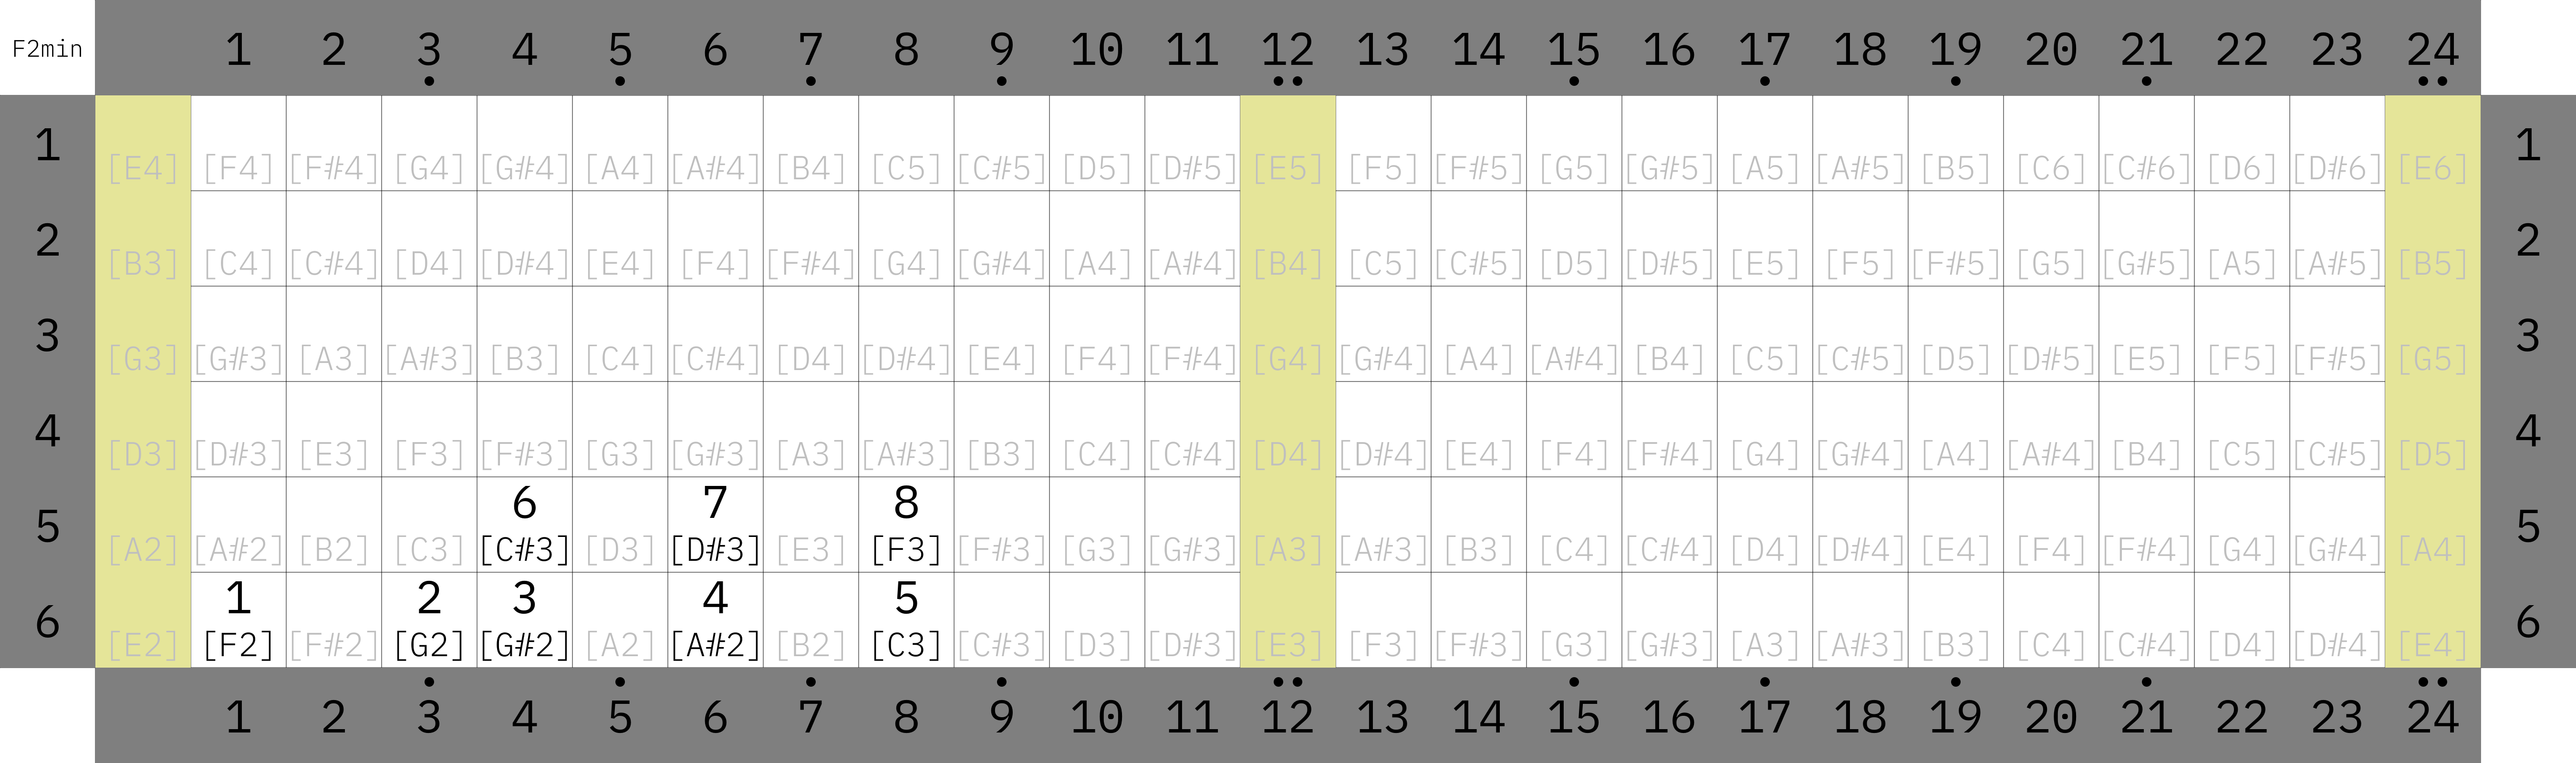 F2min 1 2 3 4 5 6 7 8 9 10 11 12 13 14 15 16 17 18 19 20 21 22 23 24
1 [E4] [F4] [F#4] [G4] [G#4] [A4] [A#4] [B4] [C5] [C#5] [D5] [D#5] [E5] [F5] [F#5] [G5] [G#5] [A5] [A#5] [B5] [C6] [C#6] [D6] [D#6] [E6] 1
2 [B3] [C4] [C#4] [D4] [D#4] [E4] [F4] [F#4] [G4] [G#4] [A4] [A#4] [B4] [C5] [C#5] [D5] [D#5] [E5] [F5] [F#5] [G5] [G#5] [A5] [A#5] [B5] 2
3 [G3] [G#3] [A3] [A#3] [B3] [C4] [C#4] [D4] [D#4] [E4] [F4] [F#4] [G4] [G#4] [A4] [A#4] [B4] [C5] [C#5] [D5] [D#5] [E5] [F5] [F#5] [G5] 3
4 [D3] [D#3] [E3] [F3] [F#3] [G3] [G#3] [A3] [A#3] [B3] [C4] [C#4] [D4] [D#4] [E4] [F4] [F#4] [G4] [G#4] [A4] [A#4] [B4] [C5] [C#5] [D5] 4
6 7 8
5 [A2] [A#2] [B2] [C3] [C#3] [D3] [D#3] [E3] [F3] [F#3] [G3] [G#3] [A3] [A#3] [B3] [C4] [C#4] [D4] [D#4] [E4] [F4] [F#4] [G4] [G#4] [A4] 5
1 2 3 4 5
6 [E2] [F2] [F#2] [G2] [G#2] [A2] [A#2] [B2] [C3] [C#3] [D3] [D#3] [E3] [F3] [F#3] [G3] [G#3] [A3] [A#3] [B3] [C4] [C#4] [D4] [D#4] [E4] 6
1 2 3 4 5 6 7 8 9 10 11 12 13 14 15 16 17 18 19 20 21 22 23 24